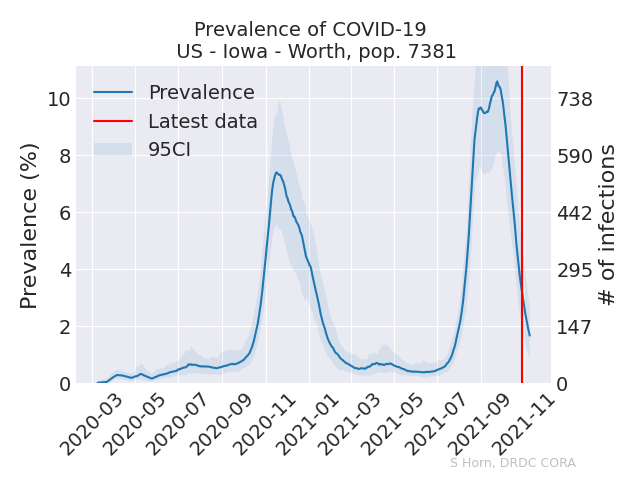 Prevalence of COVID-19
US - Iowa - Worth, pop. 7381
Prevalence
Latest data
95CI
Prevalence (%)
10
8
6
4
2
0
738
590
442
295
147
0
# of infections
2020-03
2020-05
2020-07
2020-09
2020-11
2021-01
2021-03
2021-05
2021-07
2021-09
2021-11
S Horn, DRDC CORA